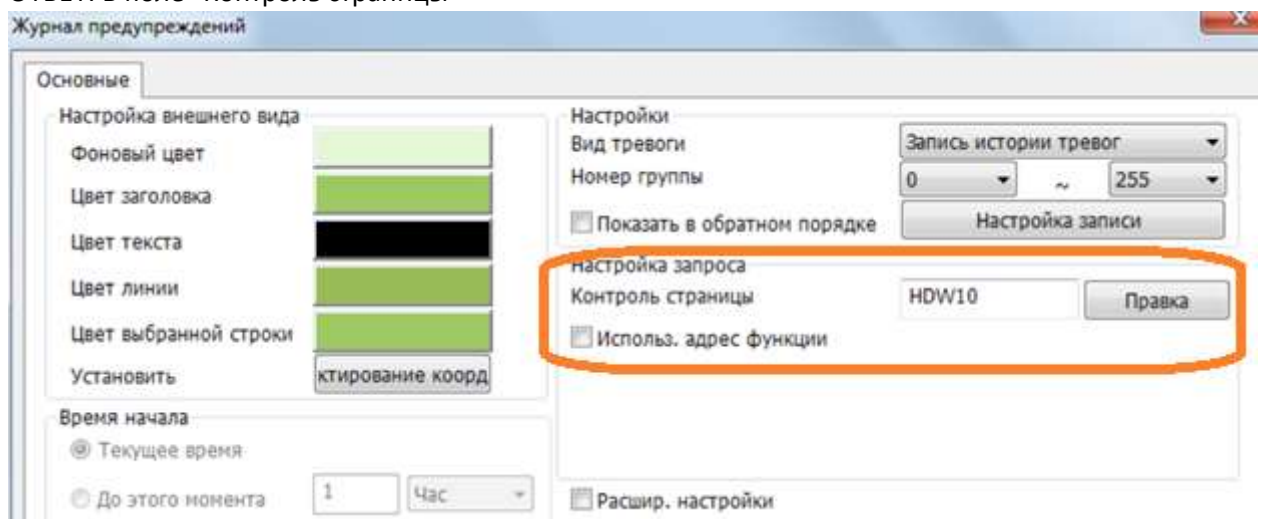 Журнал предупреждений
Основные
Настройка внешнего вида
Фоновый цвет
Цвет заголовка
Цвет текста
Цвет линии
Цвет выбранной строки
Установить
ктирование коорд
Время начала
Текущее время
До этого момента
1
Час
Настройки
Вид тревоги
Запись истории тревог
Номер группы
0 ~ 255
Показать в обратном порядке
Настройка записи
Настройка запроса
Контроль страницы
HDW10
Правка
Использ. адрес функции
Расшир. настройки